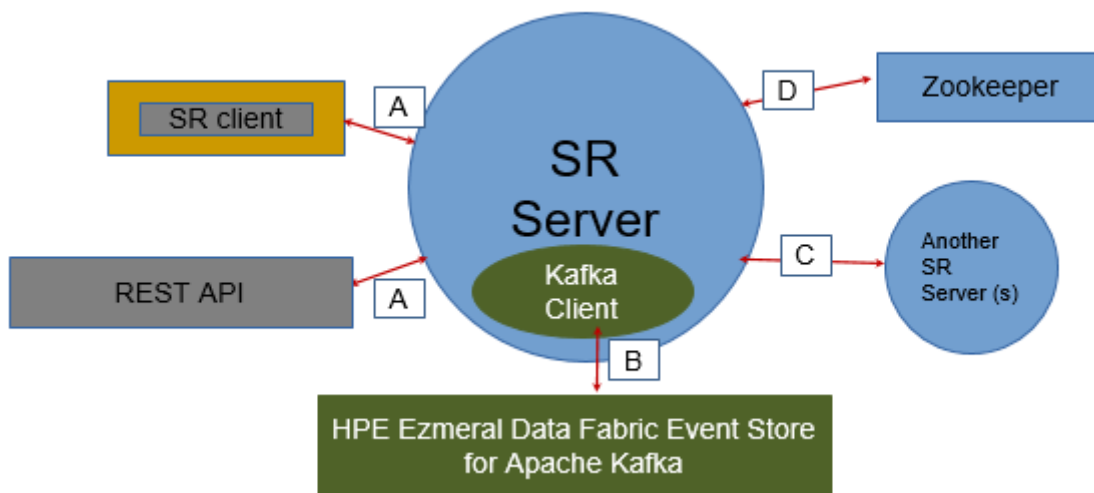 SR client
A
SR
Server
D
Zookeeper
REST API
A
Kafka
Client
C
Another
SR
Server (s)
B
HPE Ezmeral Data Fabric Event Store
for Apache Kafka